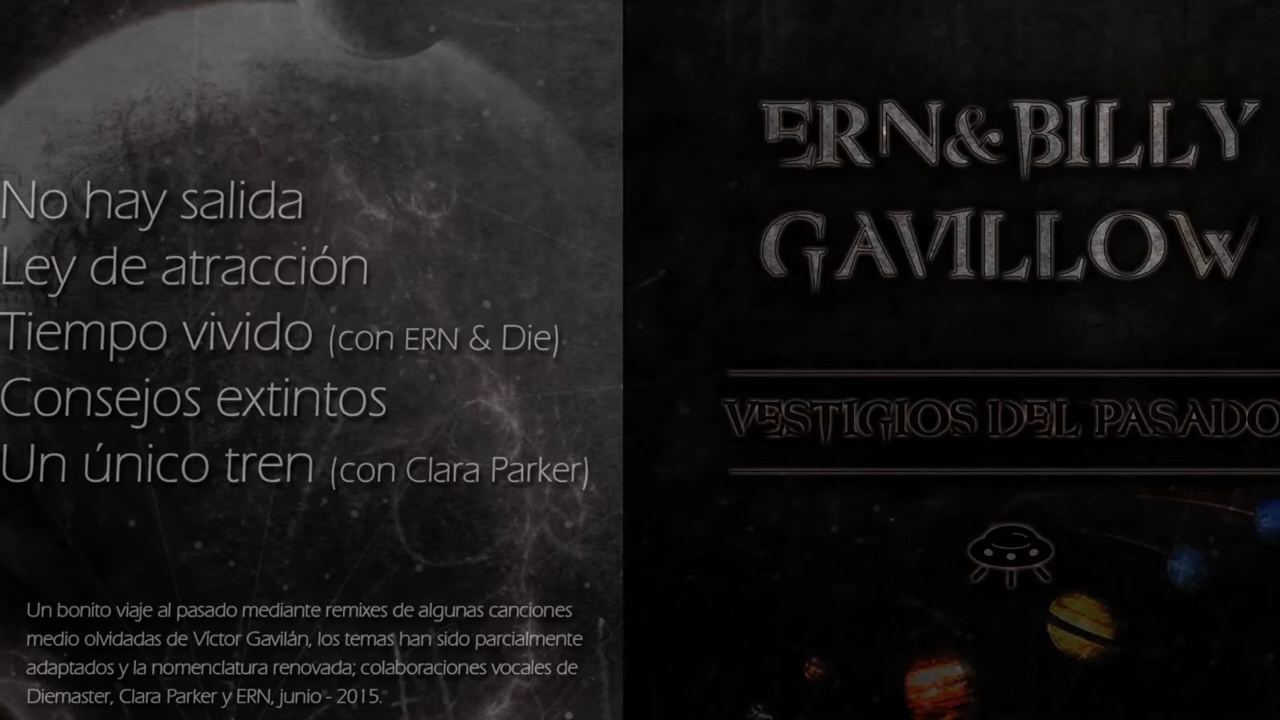 No hay salida
Ley de atracción
Tiempo vivido (con ERN & Die)
Consejos extintos
Un único tren (con Clara Parker)
Un bonito viaje al pasado mediante remixes de algunas canciones
medio olvidadas de Víctor Gavilán, los temas han sido parcialmente
adaptados y la nomenclatura renovada; colaboraciones vocales de
Diemaster, Clara Parker y ERN, junio - 2015.
ERN&BILLY
GAVILLOW
VESTIGIOS DEL PASADO